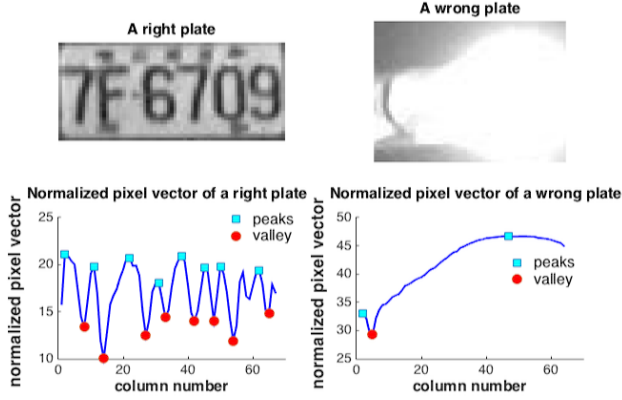 A right plate
7F·6709
Normalized pixel vector of a right plate
normalized pixel vector
25
20
15
10
0
20
40
60
column number
peaks
valley
A wrong plate
Normalized pixel vector of a wrong plate
normalized pixel vector
50
45
40
35
30
25
0
20
40
60
column number
peaks
valley